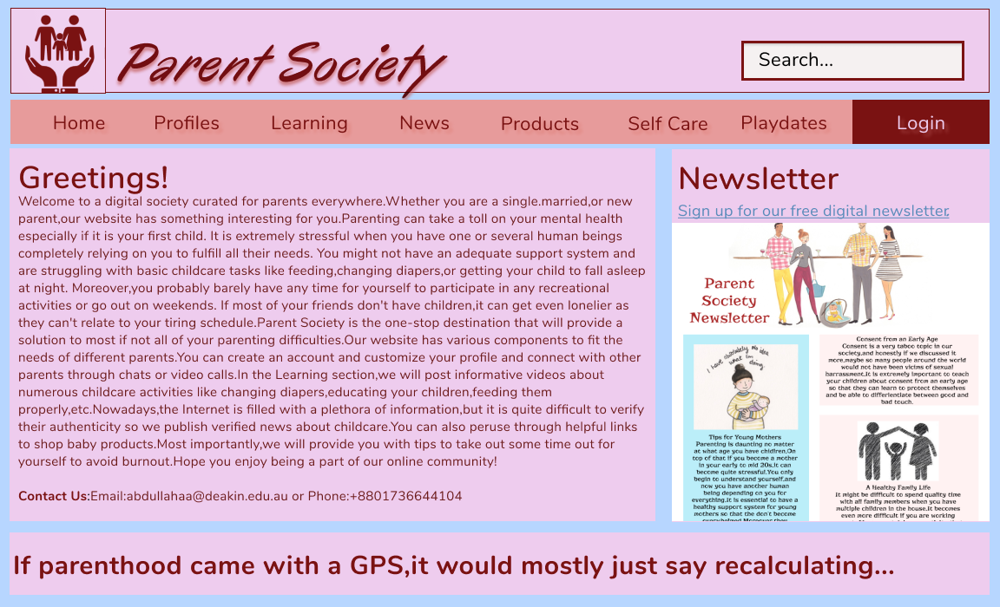 Parent Society
Search...
Home Profiles Learning News Products Self Care Playdates Login
Greetings!
Welcome to a digital society curated for parents everywhere.Whether you are a single.married,or new
parent,our website has something interesting for you.Parenting can take a toll on your mental health
especially if it is your first child. It is extremely stressful when you have one or several human beings
completely relying on you to fulfill all their needs. You might not have an adequate support system and
are struggling with basic childcare tasks like feeding,changing diapers,or getting your child to fall asleep
at night. Moreover,you probably barely have any time for yourself to participate in any recreational
activities or go out on weekends. If most of your friends don't have children,it can get even lonelier as
they can't relate to your tiring schedule.Parent Society is the one-stop destination that will provide a
solution to most if not all of your parenting difficulties.Our website has various components to fit the
needs of different parents.You can create an account and customize your profile and connect with other
parents through chats or video calls.In the Learning section,we will post informative videos about
numerous childcare activities like changing diapers,educating your children,feeding them
properly,etc.Nowadays,the Internet is filled with a plethora of information,but it is quite difficult to verify
their authenticity so we publish verified news about childcare.You can also peruse through helpful links
to shop baby products.Most importantly,we will provide you with tips to take out some time out for
yourself to avoid burnout.Hope you enjoy being a part of our online community!
Contact Us:Email:abdullahaa@deakin.edu.au or Phone:+8801736644104
Newsletter
Sign up for our free digital newsletter.
Parent
Society
Newsletter
I have absolutely no idea
what im doing
Tips for Young Mothers
Parenting is daunting no matter
at what age you have chidlren.On
top of that if you become a mother
in your early to mid 20s,it can
become quite stressful.You only
begin to understand yourself,and
now you have another human
being depending on you for
everything.It is essential to have a
healthy support system for young
mothers so that the don't become
overwhelmed.Moreover,they
Consent from an Early Age
Consent is a very taboo topic in our
society,and honestly if we discussed it
more,maybe so many people around the world
would not have been victims of sexual
harrassment.It is extremely important to teach
your children about consent from an early age
so that they can learn to protect themselves
and be able to differientiate between good and
bad touch.
A Healthy Family Life
It might be difficult to spend quality time
with all family members when you have
multiple children in the house.It becomes
even more difficult if you are working
If parenthood came with a GPS,it would mostly just say recalculating...